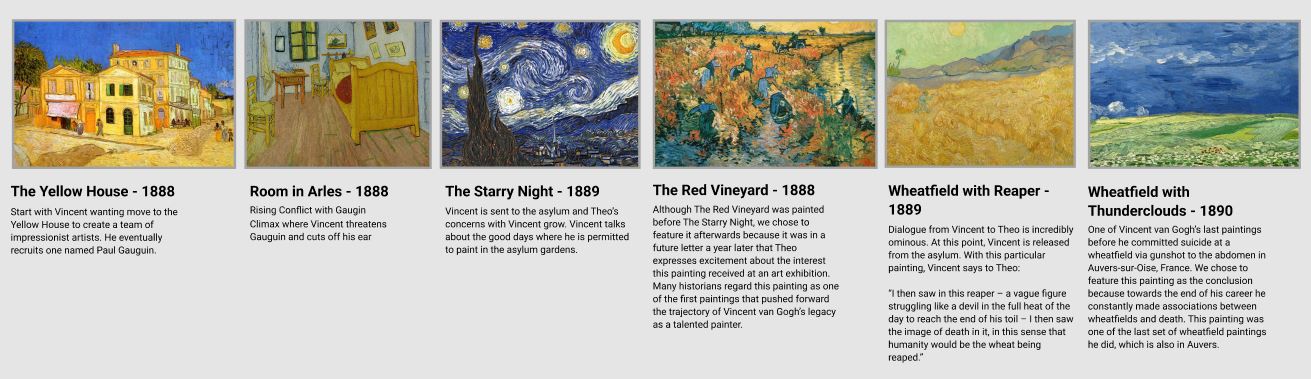 The Yellow House - 1888
Start with Vincent wanting move to the
Yellow House to create a team of
impressionist artists. He eventually
recruits one named Paul Gauguin.
Room in Arles - 1888
Rising Conflict with Gaugin
Climax where Vincent threatens
Gauguin and cuts off his ear
The Starry Night - 1889
Vincent is sent to the asylum and Theo's
concerns with Vincent grow. Vincent talks
about the good days where he is permitted
to paint in the asylum gardens.
The Red Vineyard - 1888
Although The Red Vineyard was painted
before The Starry Night, we chose to
feature it afterwards because it was in a
future letter a year later that Theo
expresses excitement about the interest
this painting received at an art exhibition.
Many historians regard this painting as one
of the first paintings that pushed forward
the trajectory of Vincent van Gogh's legacy
as a talented painter.
Wheatfield with Reaper -
1889
Dialogue from Vincent to Theo is incredibly
ominous. At this point, Vincent is released
from the asylum. With this particular
painting, Vincent says to Theo:
“I then saw in this reaper – a vague figure
struggling like a devil in the full heat of the
day to reach the end of his toil – I then saw
the image of death in it, in this sense that
humanity would be the wheat being
reaped.”
Wheatfield with
Thunderclouds - 1890
One of Vincent van Gogh's last paintings
before he committed suicide at a
wheatfield via gunshot to the abdomen in
Auvers-sur-Oise, France. We chose to
feature this painting as the conclusion
because towards the end of his career he
constantly made associations between
wheatfields and death. This painting was
one of the last set of wheatfield paintings
he did, which is also in Auvers.